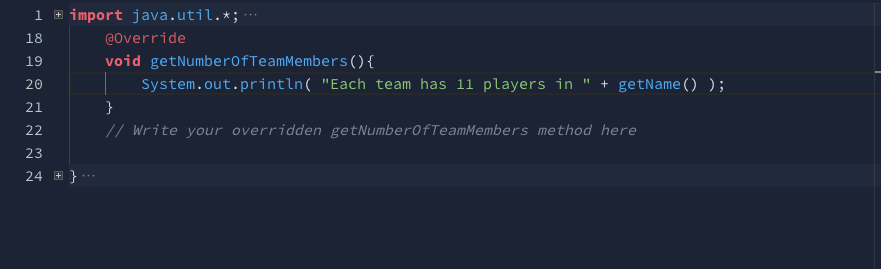 1 import java.util.*; ···
18 @Override
19 void getNumberOfTeamMembers(){
20 System.out.println( "Each team has 11 players in " + getName() );
21 }
22 // Write your overridden getNumberOfTeamMembers method here
23
24 } ···